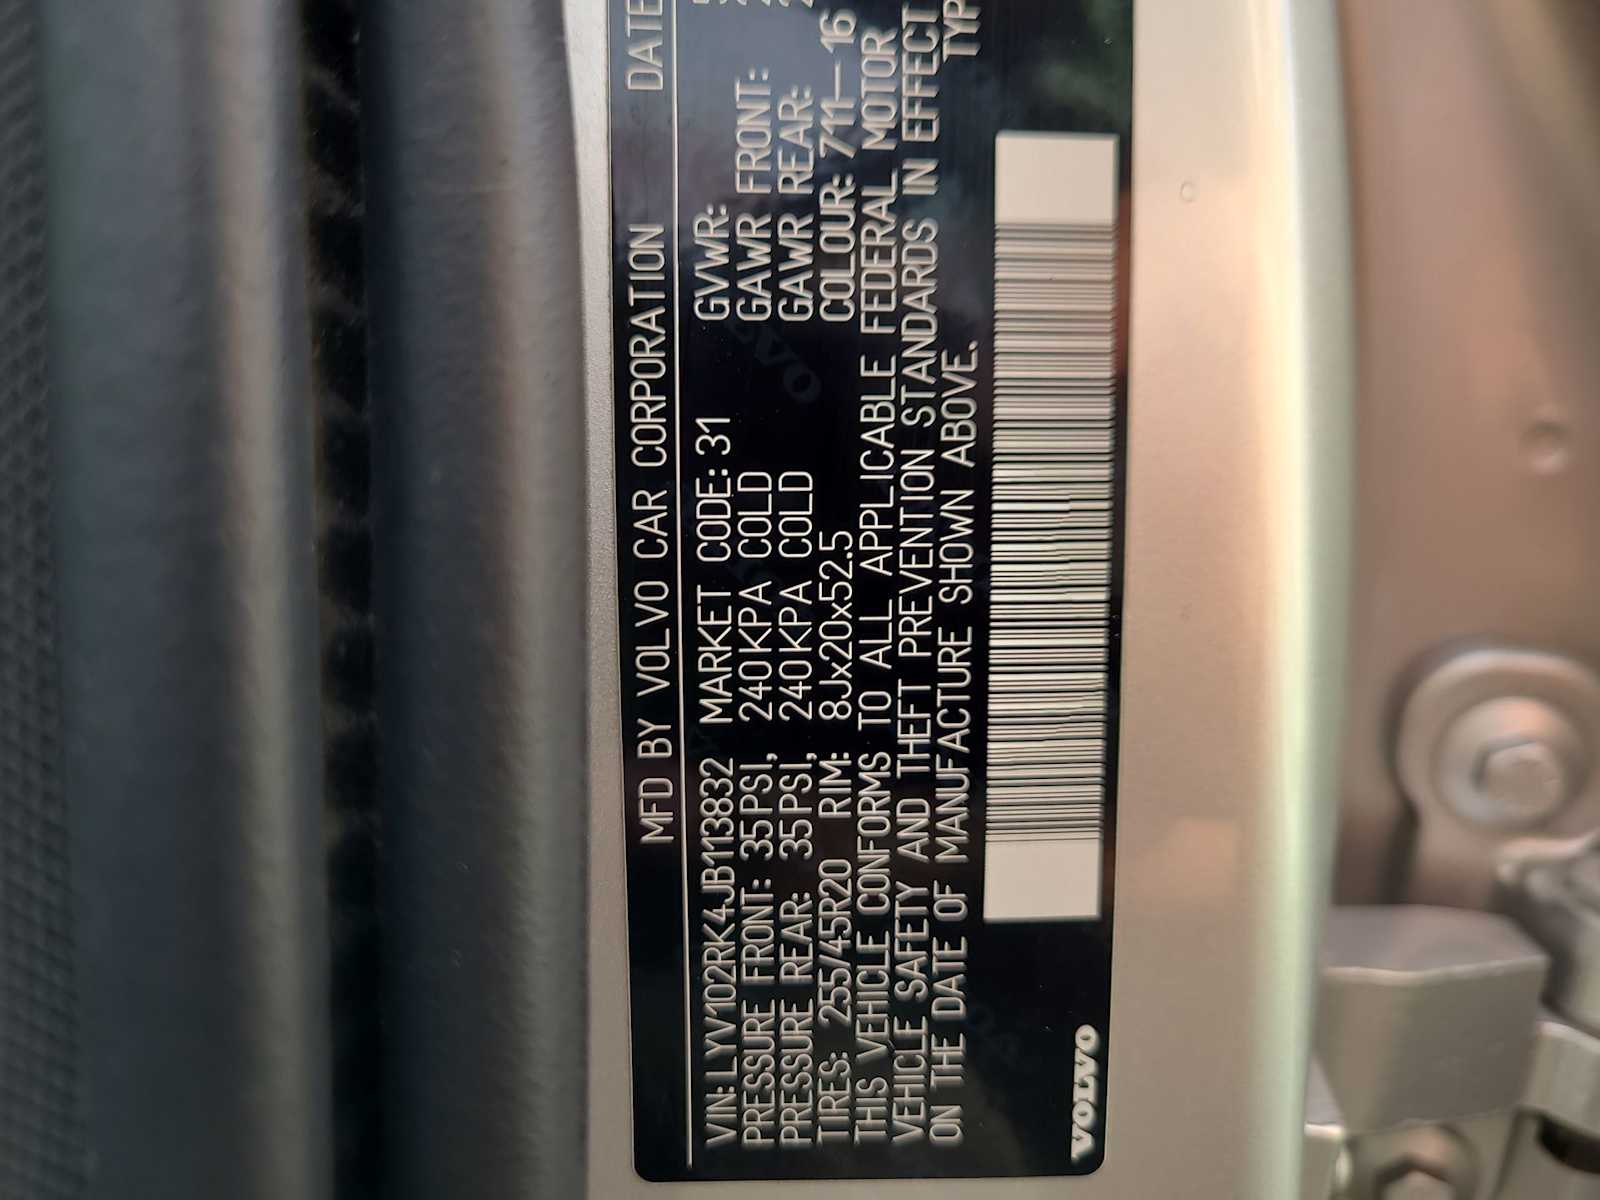 MFD BY VOLVO CAR CORPORATION DATE
VIN: LYV102RK4JB113832 MARKET CODE: 31 GVWR:
PRESSURE FRONT: 35PSI, 240KPA COLD GAWR FRONT:
PRESSURE REAR: 35PSI, 240KPA COLD GAWR REAR:
TIRES: 255/45R20 RIM: 8Jx20x52.5 COLOUR: 711-16
THIS VEHICLE CONFORMS TO ALL APPLICABLE FEDERAL MOTOR
VEHICLE SAFETY AND THEFT PREVENTION STANDARDS IN EFFECT
ON THE DATE OF MANUFACTURE SHOWN ABOVE. TYP
VOLVO